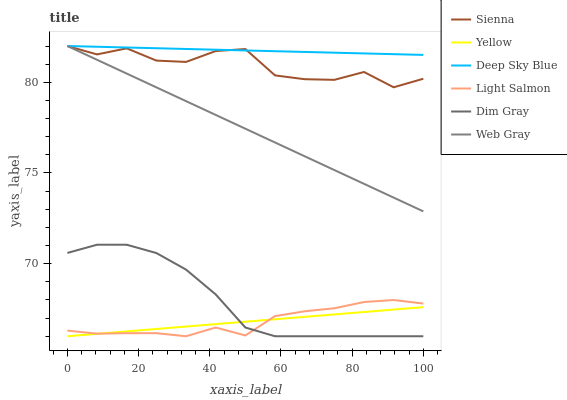 title
Sienna
Yellow
Deep Sky Blue
Light Salmon
Dim Gray
Web Gray
yaxis_label
80
75
70
0 20 40 60 80 100
xaxis_label